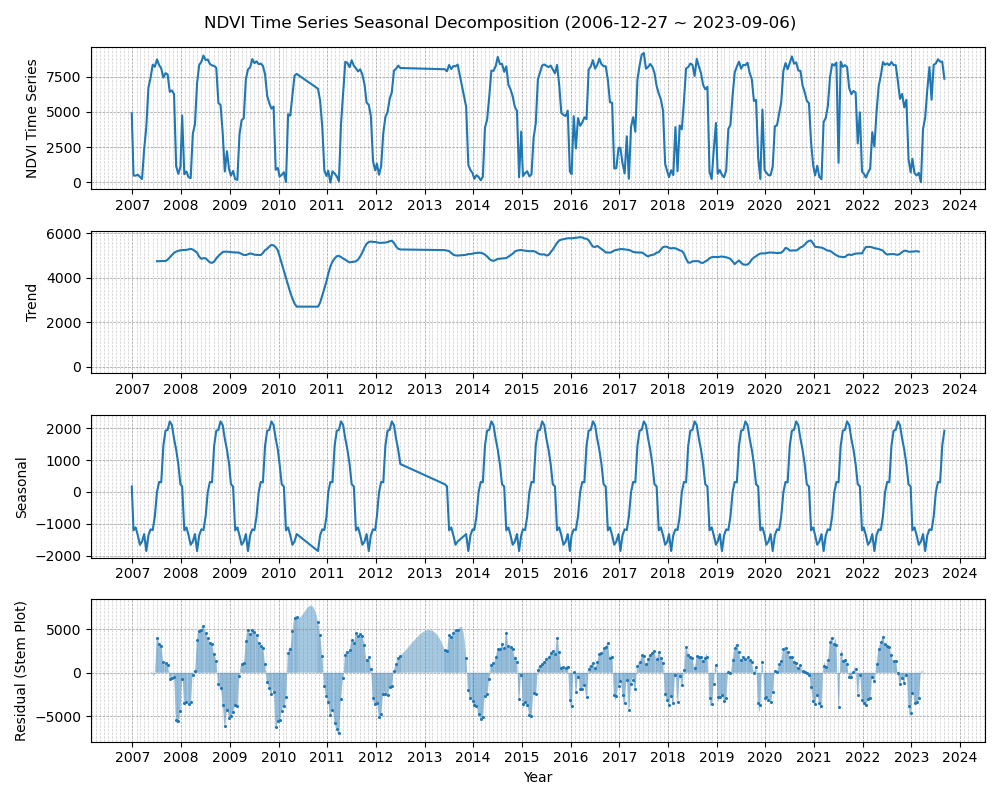 NDVI Time Series Seasonal Decomposition (2006-12-27 ~ 2023-09-06)
NDVI Time Series
7500
5000
2500
0
2007 2008 2009 2010 2011 2012 2013 2014 2015 2016 2017 2018 2019 2020 2021 2022 2023 2024
Trend
6000
4000
2000
0
2007 2008 2009 2010 2011 2012 2013 2014 2015 2016 2017 2018 2019 2020 2021 2022 2023 2024
Seasonal
2000
1000
0
−1000
−2000
2007 2008 2009 2010 2011 2012 2013 2014 2015 2016 2017 2018 2019 2020 2021 2022 2023 2024
Residual (Stem Plot)
5000
0
−5000
2007 2008 2009 2010 2011 2012 2013 2014 2015 2016 2017 2018 2019 2020 2021 2022 2023 2024
Year